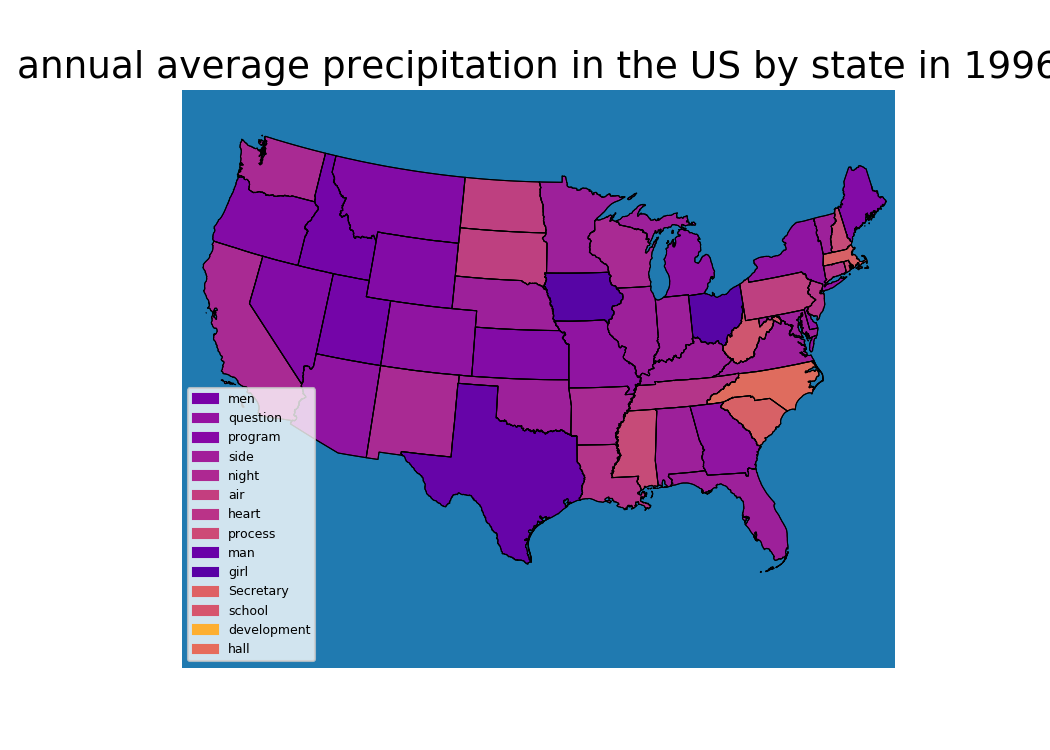 annual average precipitation in the US by state in 1996
men
question
program
side
night
air
heart
process
man
girl
Secretary
school
development
hall